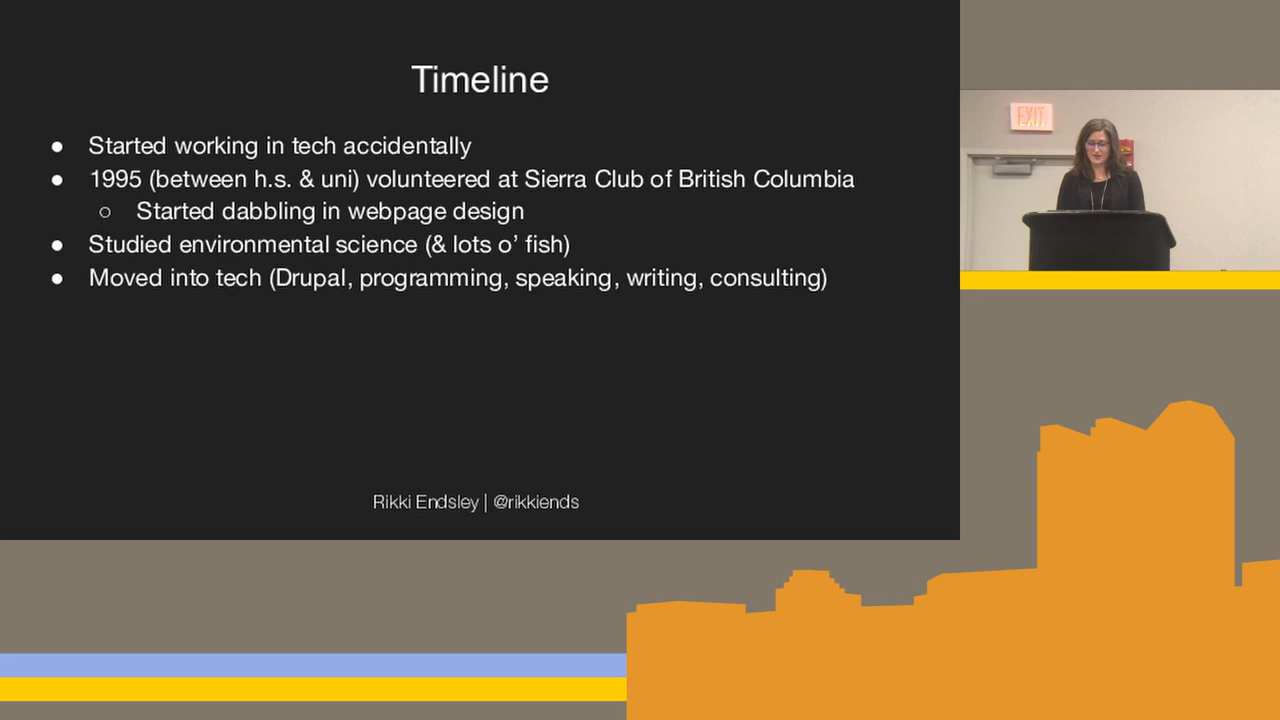 Timeline
● Started working in tech accidentally
● 1995 (between h.s. & uni) volunteered at Sierra Club of British Columbia
○ Started dabbling in webpage design
● Studied environmental science (& lots o’ fish)
● Moved into tech (Drupal, programming, speaking, writing, consulting)
Rikki Endsley | @rikkiends
EXIT